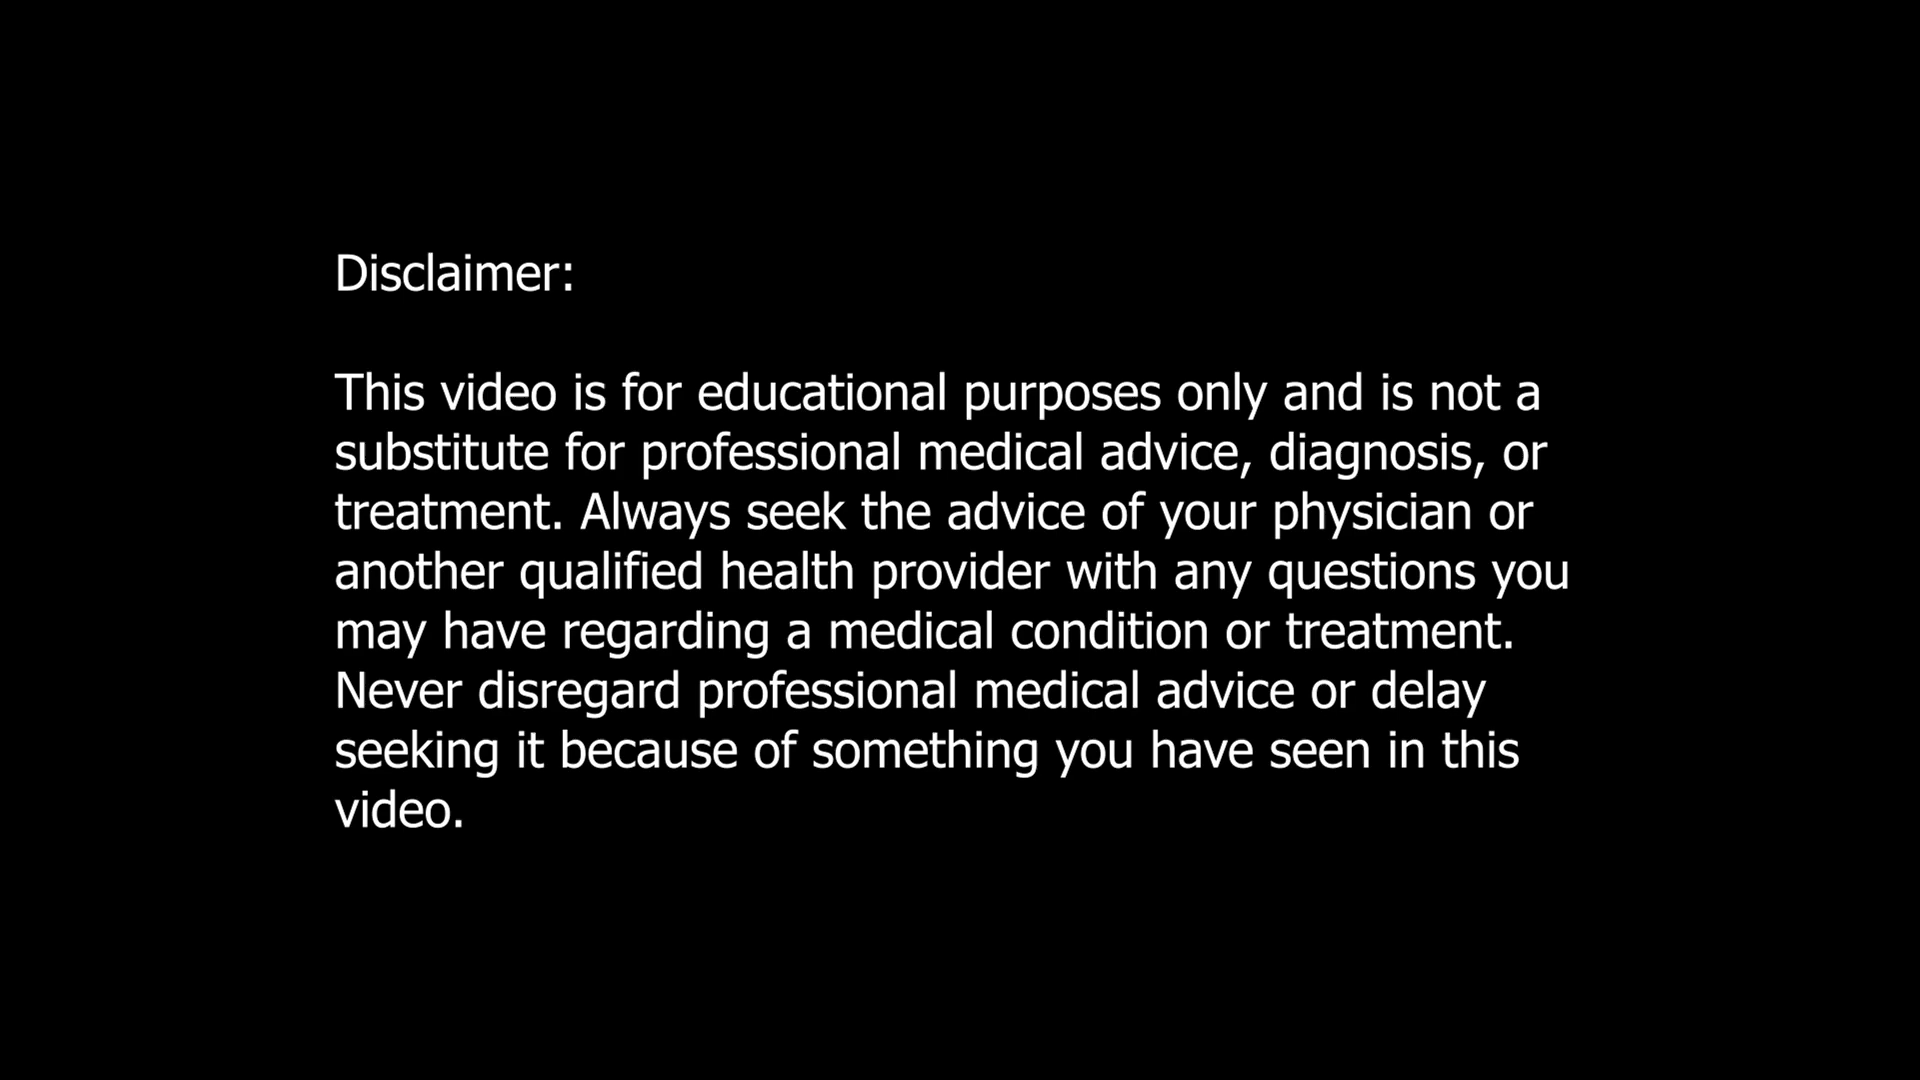 Disclaimer:
This video is for educational purposes only and is not a
substitute for professional medical advice, diagnosis, or
treatment. Always seek the advice of your physician or
another qualified health provider with any questions you
may have regarding a medical condition or treatment.
Never disregard professional medical advice or delay
seeking it because of something you have seen in this
video.